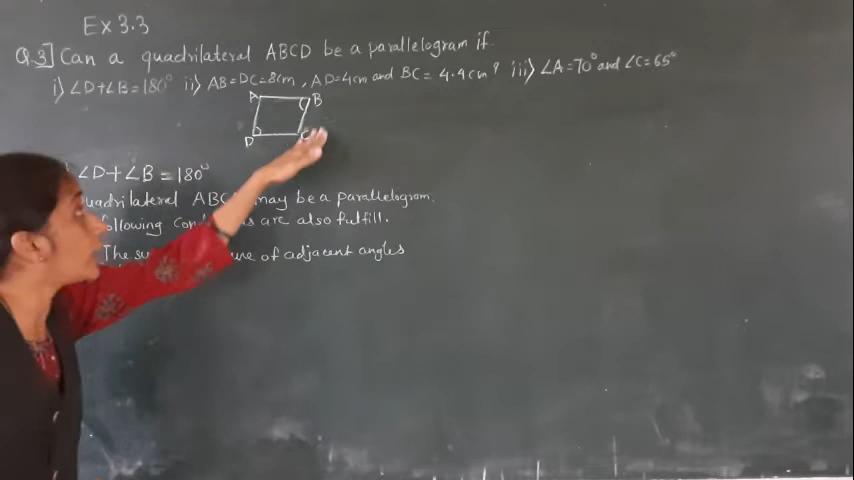 Ex 3.3
Q.3] Can a quadrilateral ABCD be a parallelogram if
i) ∠D+∠B=180° ii) AB=DC=8cm, AD=4cm and BC=4.4cm? iii) ∠A=70° and ∠C=65°
A B
D C
∠D+∠B=180°
uadrilateral ABC may be a parallelogram.
following con are also fulfill.
The su ure of adjacent angles